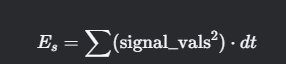 E_s = ∑(signal_vals²) · dt